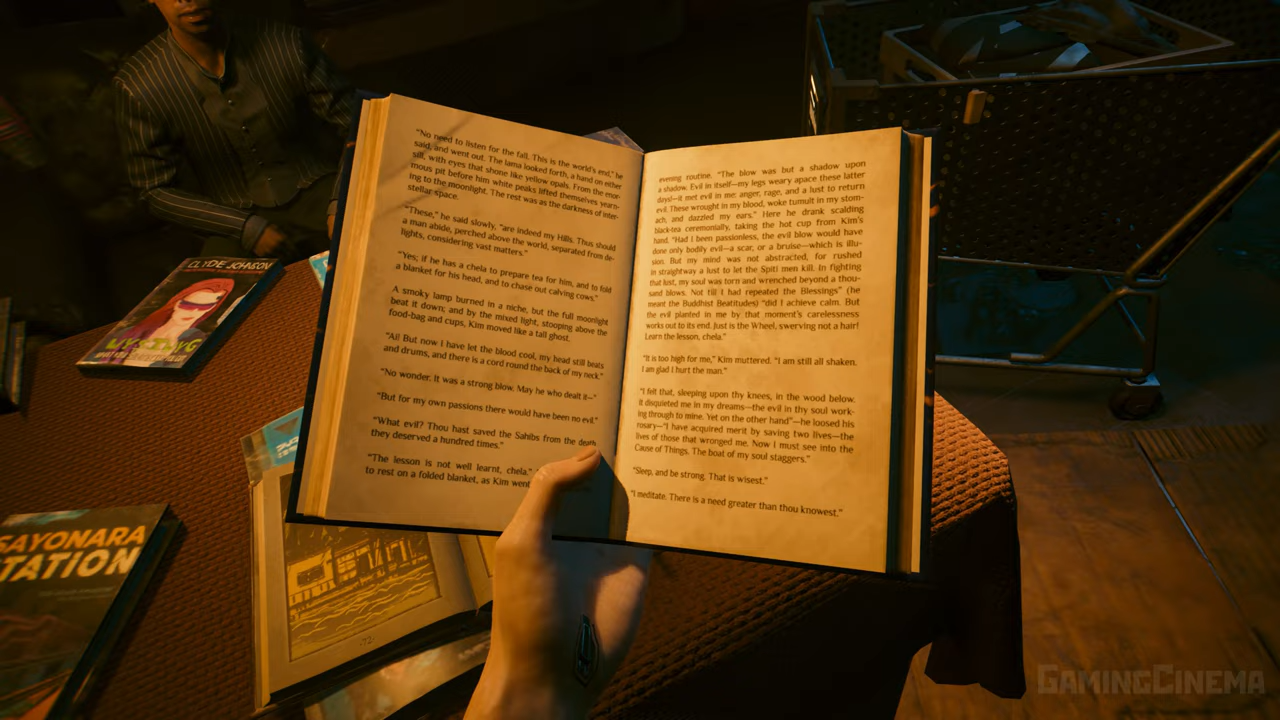 "No need to listen for the fall. This is the world's end," he
said, and went out. The lama looked forth, a hand on either
sill, with eyes that shone like yellow opals. From the enor-
mous pit before him white peaks lifted themselves yearn-
ing to the moonlight. The rest was as the darkness of inter-
stellar space.
"These," he said slowly, "are indeed my Hills. Thus should
a man abide, perched above the world, separated from de-
lights, considering vast matters."
"Yes; if he has a chela to prepare tea for him, and to fold
a blanket for his head, and to chase out calving cows."
A smoky lamp burned in a niche, but the full moonlight
beat it down; and by the mixed light, stooping above the
food-bag and cups, Kim moved like a tall ghost.
"Ai! But now I have let the blood cool, my head still beats
and drums, and there is a cord round the back of my neck."
"No wonder. It was a strong blow. May he who dealt it—"
"But for my own passions there would have been no evil."
"What evil? Thou hast saved the Sahibs from the death
they deserved a hundred times."
"The lesson is not well learnt, chela."
to rest on a folded blanket, as Kim went
evening routine. "The blow was but a shadow upon
a shadow. Evil in itself—my legs weary apace these latter
days!—it met evil in me: anger, rage, and a lust to return
evil. These wrought in my blood, woke tumult in my stom-
ach, and dazzled my ears." Here he drank scalding
black-tea ceremonially, taking the hot cup from Kim's
hand. "Had I been passionless, the evil blow would have
done only bodily evil—a scar, or a bruise—which is illu-
sion. But my mind was not abstracted, for rushed
in straightway a lust to let the Spiti men kill. In fighting
that lust, my soul was torn and wrenched beyond a thou-
sand blows. Not till I had repeated the Blessings" (he
meant the Buddhist Beatitudes) "did I achieve calm. But
the evil planted in me by that moment's carelessness
works out to its end. Just is the Wheel, swerving not a hair!
Learn the lesson, chela."
"It is too high for me," Kim muttered. "I am still all shaken.
I am glad I hurt the man."
"I felt that, sleeping upon thy knees, in the wood below.
It disquieted me in my dreams—the evil in thy soul work-
ing through to mine. Yet on the other hand"—he loosed his
rosary—"I have acquired merit by saving two lives—the
lives of those that wronged me. Now I must see into the
Cause of Things. The boat of my soul staggers."
"Sleep, and be strong. That is wisest."
"I meditate. There is a need greater than thou knowest."
CLYDE JOHNSON
SAYONARA
STATION
GAMINGCINEMA